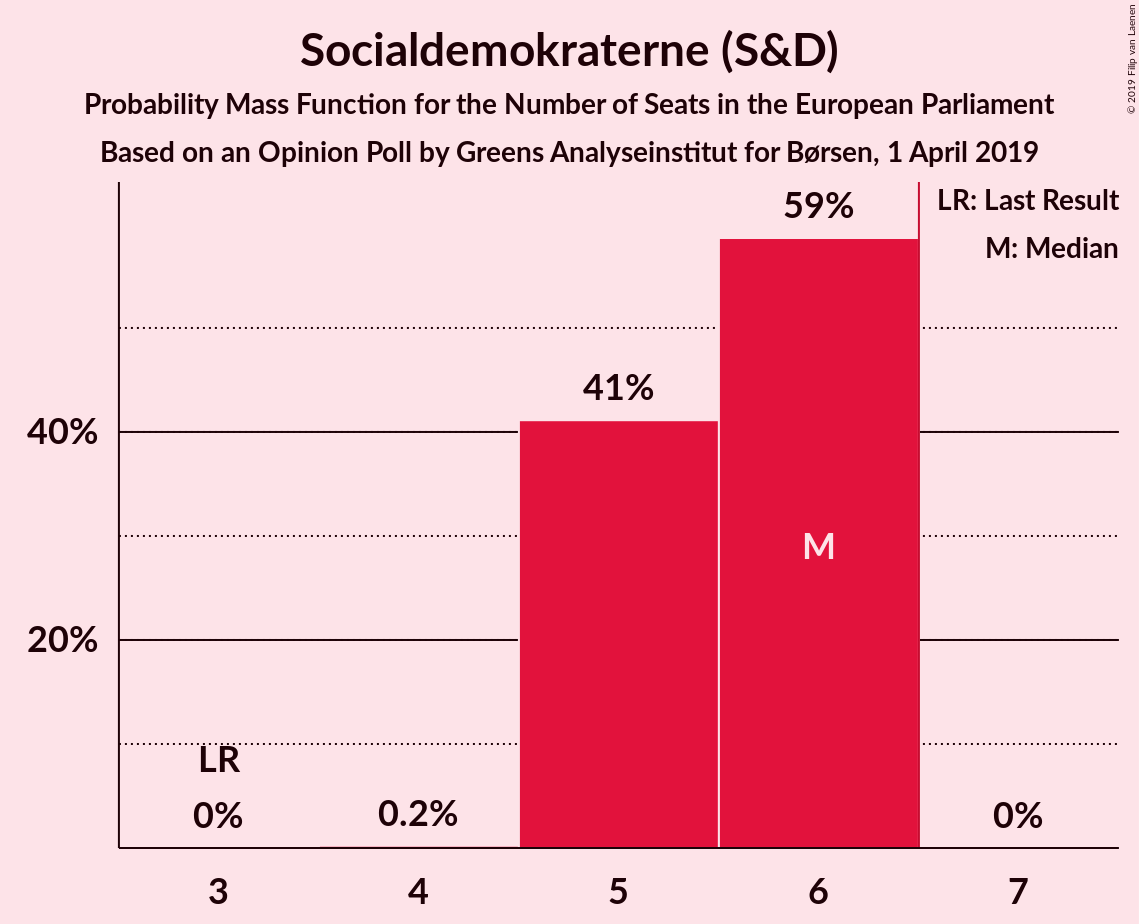 Socialdemokraterne (S&D)
Probability Mass Function for the Number of Seats in the European Parliament
Based on an Opinion Poll by Greens Analyseinstitut for Børsen, 1 April 2019
© 2019 Filip van Laenen
LR: Last Result
M: Median
59%
41%
40%
M
20%
LR
0%
0.2%
0%
3
4
5
6
7